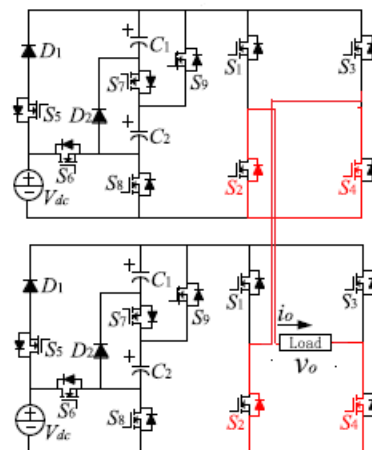 D1 + C1 S1 S3
S7 S9
S5 D2 +
C2
S6 S8 S2 S4
Vdc
D1 + C1 S1 S3
io
S7 S9
S5 D2 + Load
C2 vo
S6 S8 S2 S4
Vdc